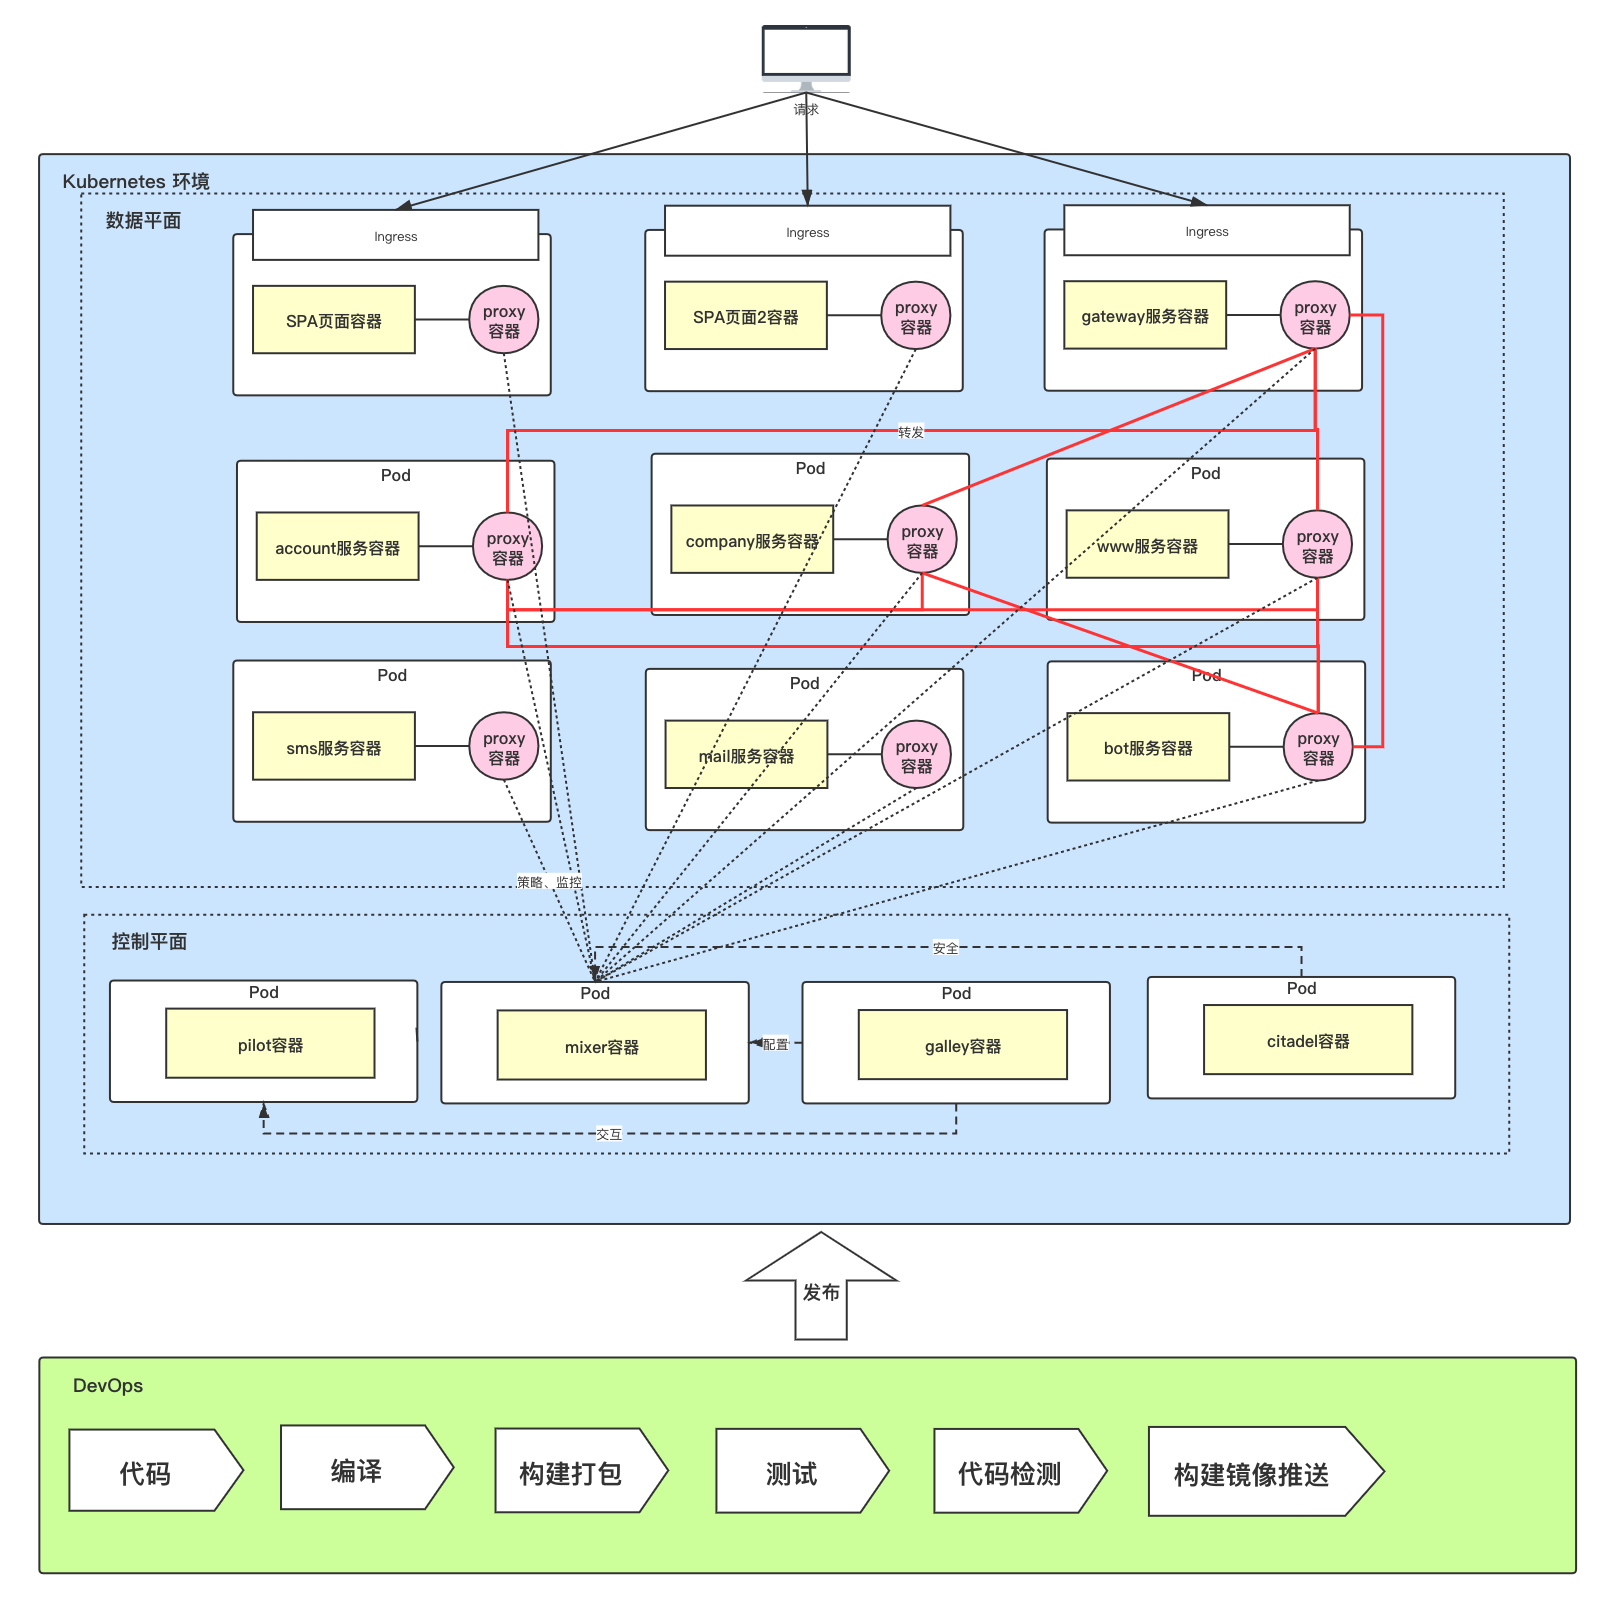 请求
Kubernetes 环境
数据平面
Ingress
Ingress
Ingress
SPA页面容器
proxy
容器
SPA页面2容器
proxy
容器
gateway服务容器
proxy
容器
转发
Pod
account服务容器
proxy
容器
Pod
company服务容器
proxy
容器
Pod
www服务容器
proxy
容器
Pod
sms服务容器
proxy
容器
Pod
mail服务容器
proxy
容器
Pod
bot服务容器
proxy
容器
策略、监控
控制平面
安全
Pod
pilot容器
Pod
mixer容器
配置
Pod
galley容器
Pod
citadel容器
交互
发布
DevOps
代码
编译
构建打包
测试
代码检测
构建镜像推送